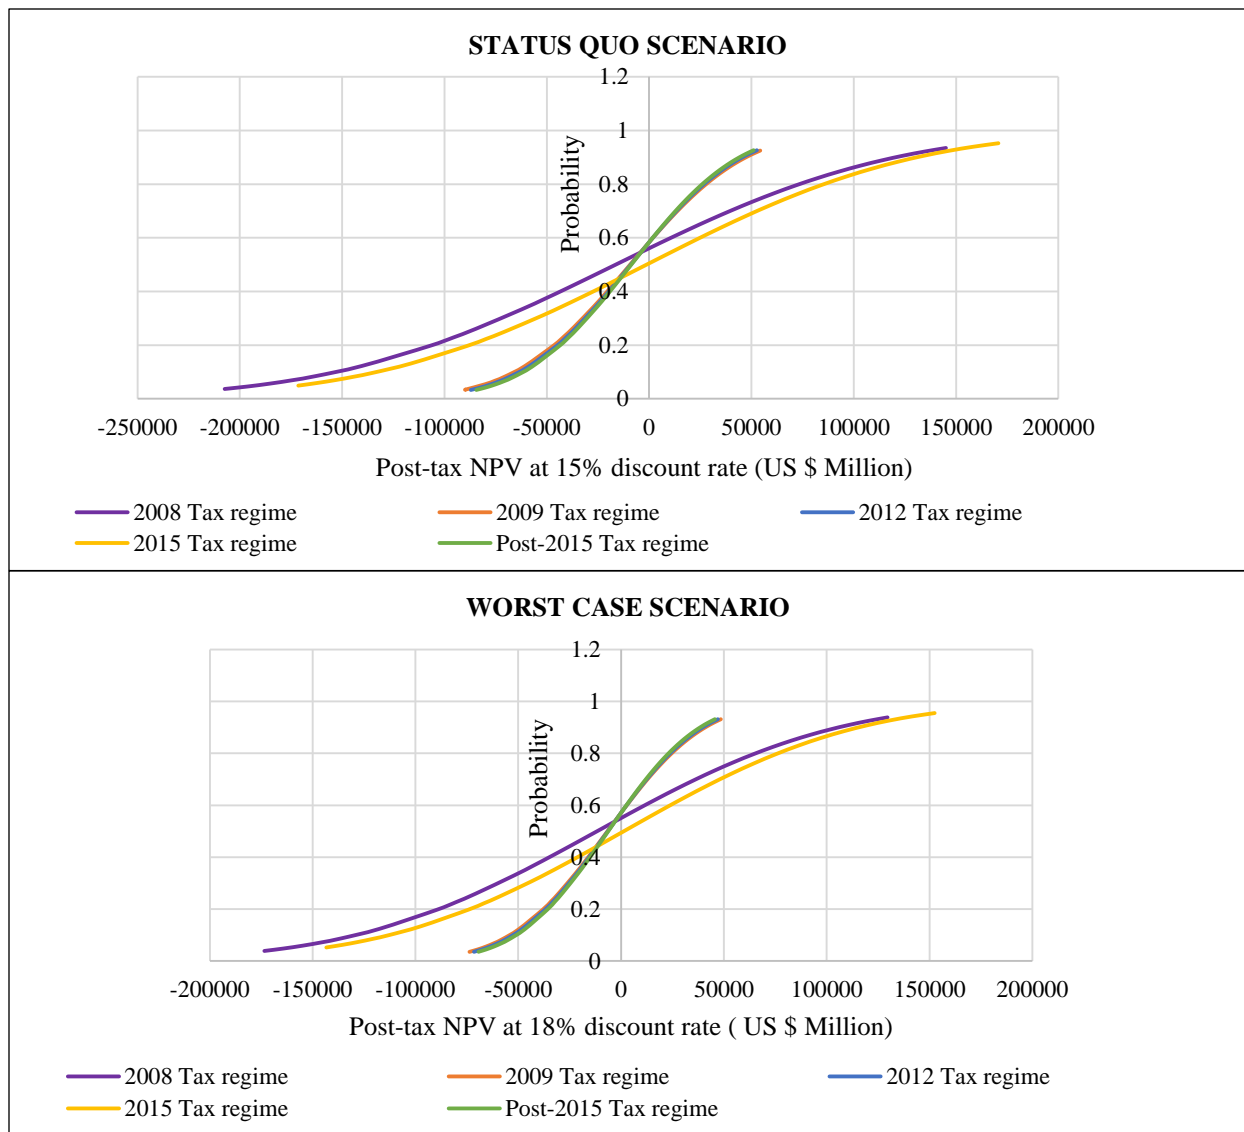 STATUS QUO SCENARIO
1.2
1
0.8
0.6
0.4
0.2
0
Probability
-250000 -200000 -150000 -100000 -50000 0 50000 100000 150000 200000
Post-tax NPV at 15% discount rate (US $ Million)
2008 Tax regime 2009 Tax regime 2012 Tax regime
2015 Tax regime Post-2015 Tax regime
WORST CASE SCENARIO
1.2
1
0.8
0.6
0.4
0.2
0
Probability
-200000 -150000 -100000 -50000 0 50000 100000 150000 200000
Post-tax NPV at 18% discount rate ( US $ Million)
2008 Tax regime 2009 Tax regime 2012 Tax regime
2015 Tax regime Post-2015 Tax regime